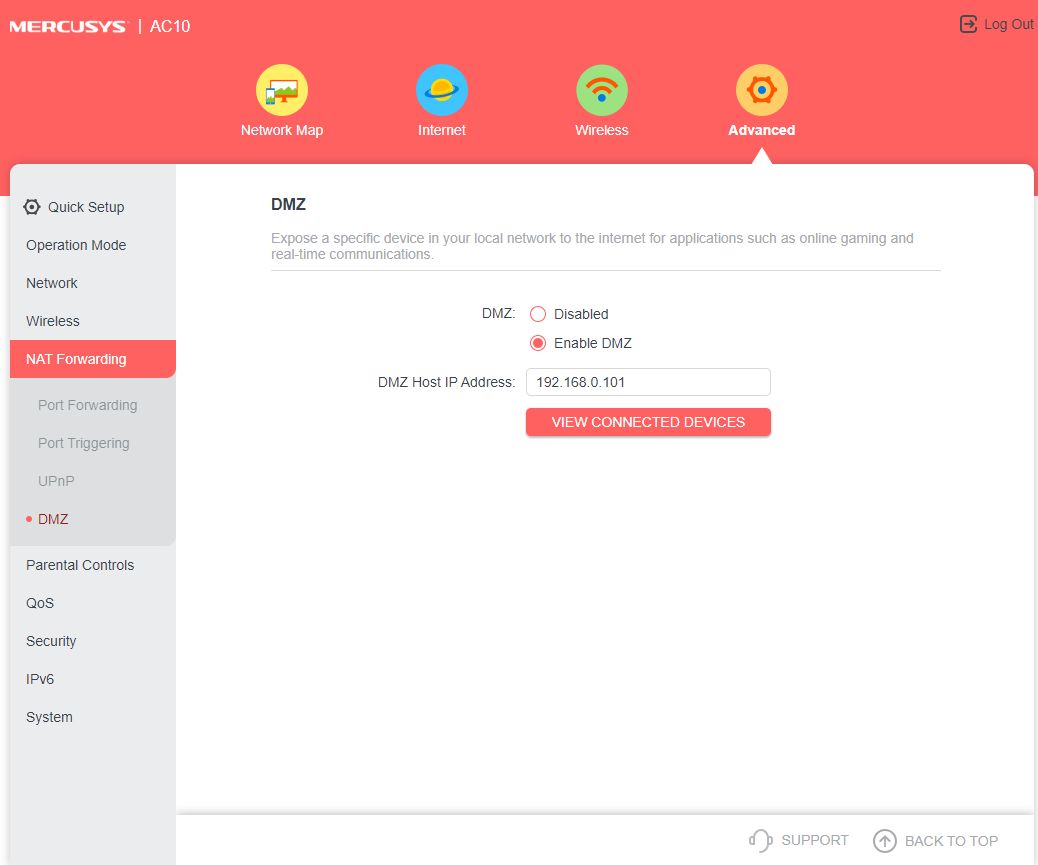 MERCUSYS | AC10
Log Out
Network Map
Internet
Wireless
Advanced
Quick Setup
Operation Mode
Network
Wireless
NAT Forwarding
Port Forwarding
Port Triggering
UPnP
DMZ
Parental Controls
QoS
Security
IPv6
System
DMZ
Expose a specific device in your local network to the internet for applications such as online gaming and
real-time communications.
DMZ: Disabled
Enable DMZ
DMZ Host IP Address: 192.168.0.101
VIEW CONNECTED DEVICES
SUPPORT
BACK TO TOP